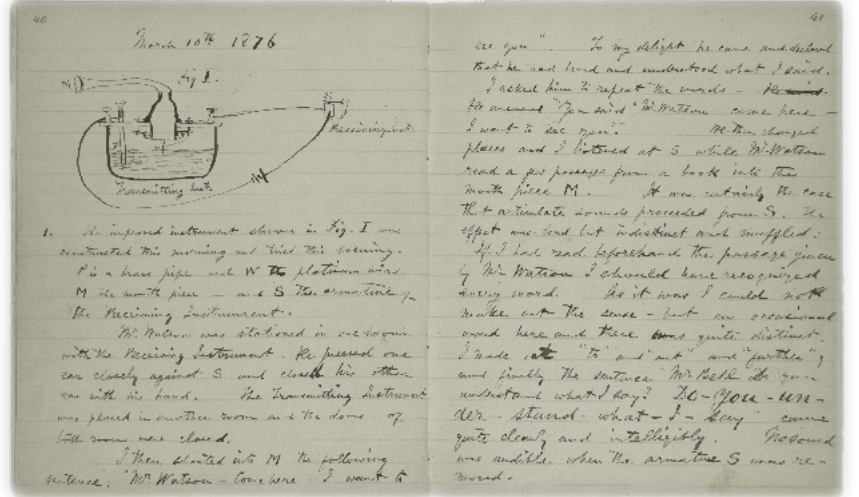 40
March 10th 1876
Fig 1.
M
S
Receiving Inst.
Transmitting Inst.
1. The improved instrument shown in Fig. I was
constructed this morning and tried this evening.
P is a brass pipe and W the platinum wire
M the mouth piece — and S the armature of
the Receiving Instrument.
Mr. Watson was stationed in one room
with the Receiving Instrument. He pressed one
ear closely against S and closed his other
ear with his hand. The Transmitting Instrument
was placed in another room and the doors of
both rooms were closed.
I then shouted into M the following
sentence: "Mr. Watson — Come here — I want to
41
see you". To my delight he came and declared
that he had heard and understood what I said.
I asked him to repeat the words —
He answered "You said "Mr. Watson come here —
I want to see you"." We then changed
places and I listened at S while Mr. Watson
read a few passages from a book into the
mouth piece M. It was certainly the case
that articulate sounds proceeded from S. The
effect was loud but indistinct and muffled.
If I had read beforehand the passage given
by Mr. Watson I should have recognized
every word. As it was I could not
make out the sense — but an occasional
word here and there was quite distinct.
I made out "to" and "out" and "further";
and finally the sentence "Mr. Bell Do you
understand what I say? Do-You-un-
der-stand-what-I-say" came
quite clearly and intelligibly. No sound
was audible when the armature S was re-
moved.